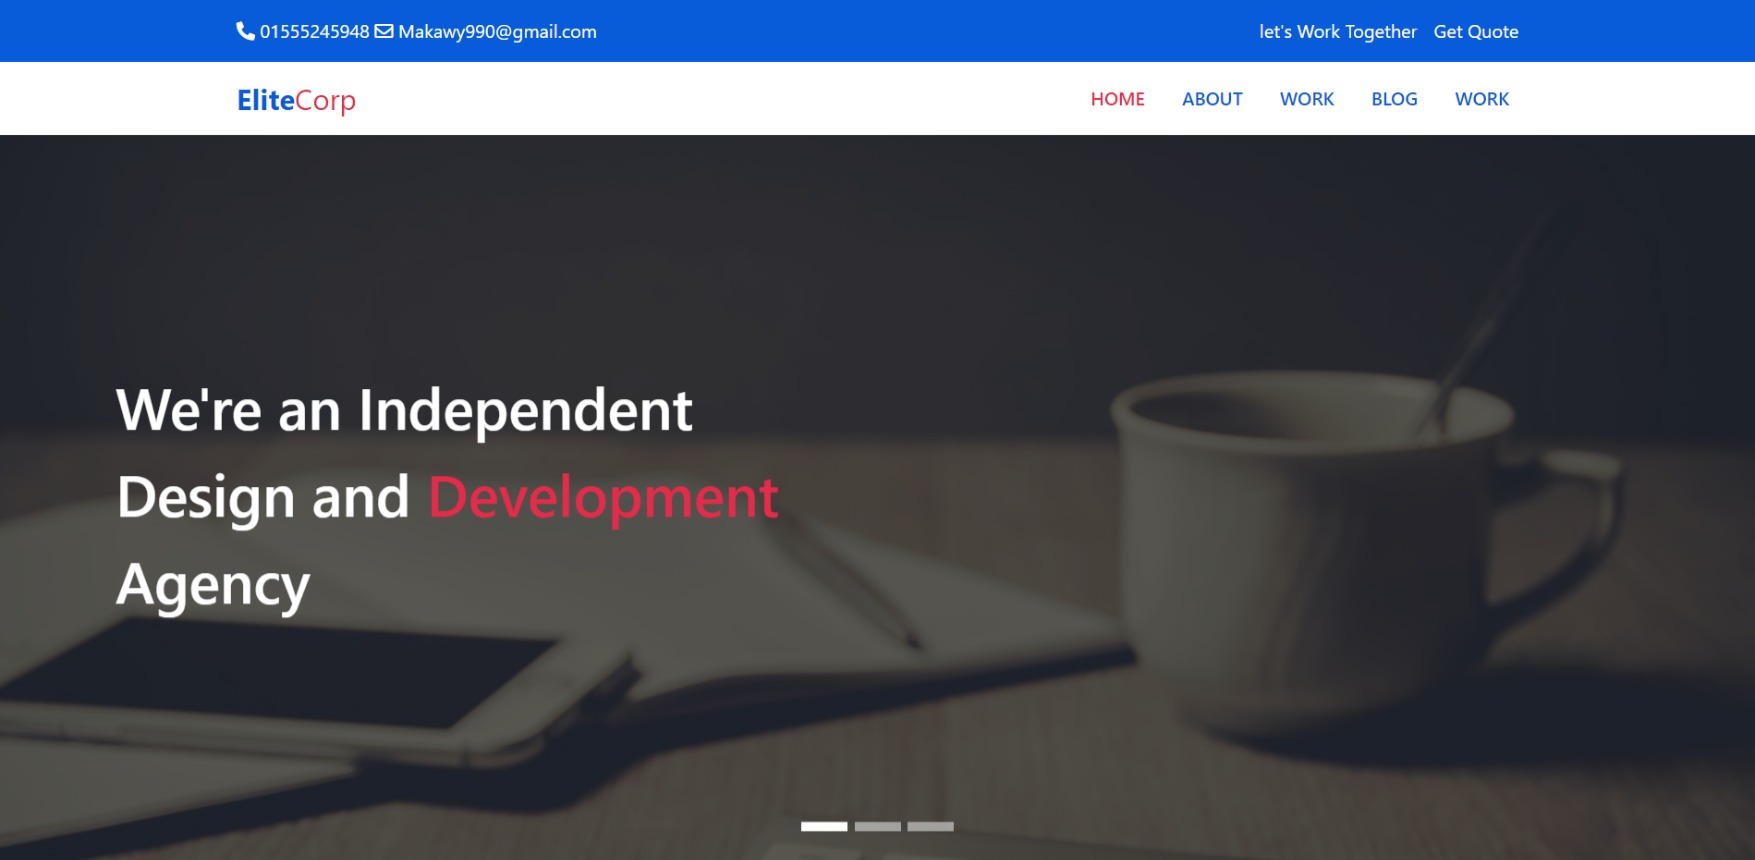 01555245948 Makawy990@gmail.com let's Work Together Get Quote
EliteCorp HOME ABOUT WORK BLOG WORK
We're an Independent
Design and Development
Agency